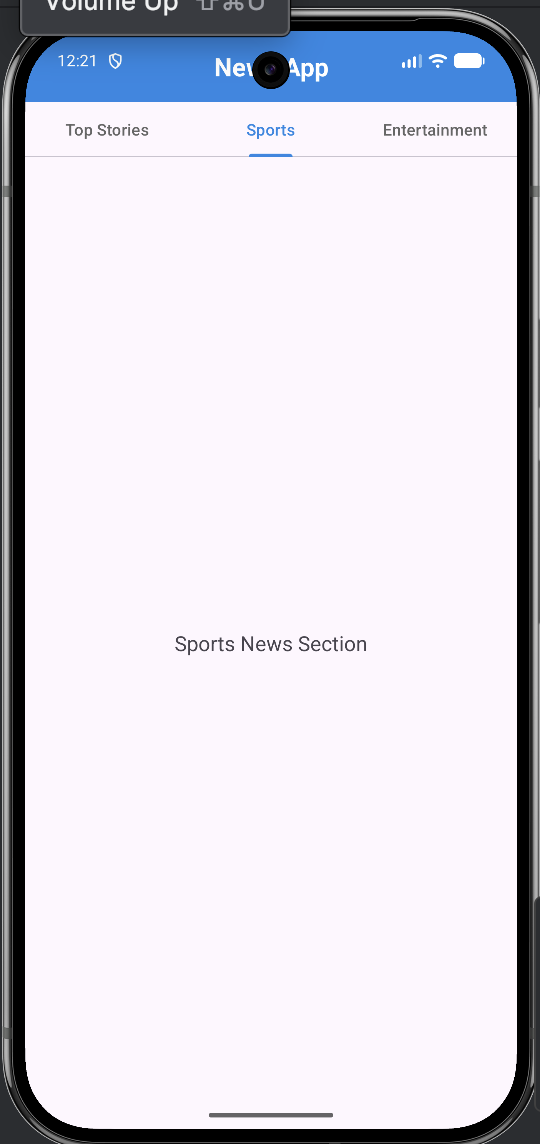 Volume Up ⇧⌘U
12:21
App
Top Stories
Sports
Entertainment
Sports News Section